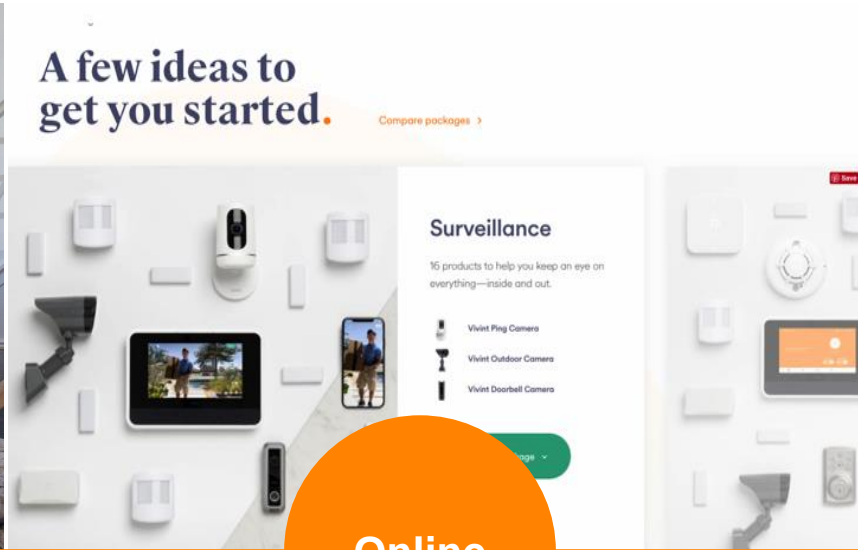 A few ideas to
get you started.
Compare packages >
Save
Surveillance
16 products to help you keep an eye on
everything—inside and out.
Vivint Ping Camera
Vivint Outdoor Camera
Vivint Doorbell Camera
Online